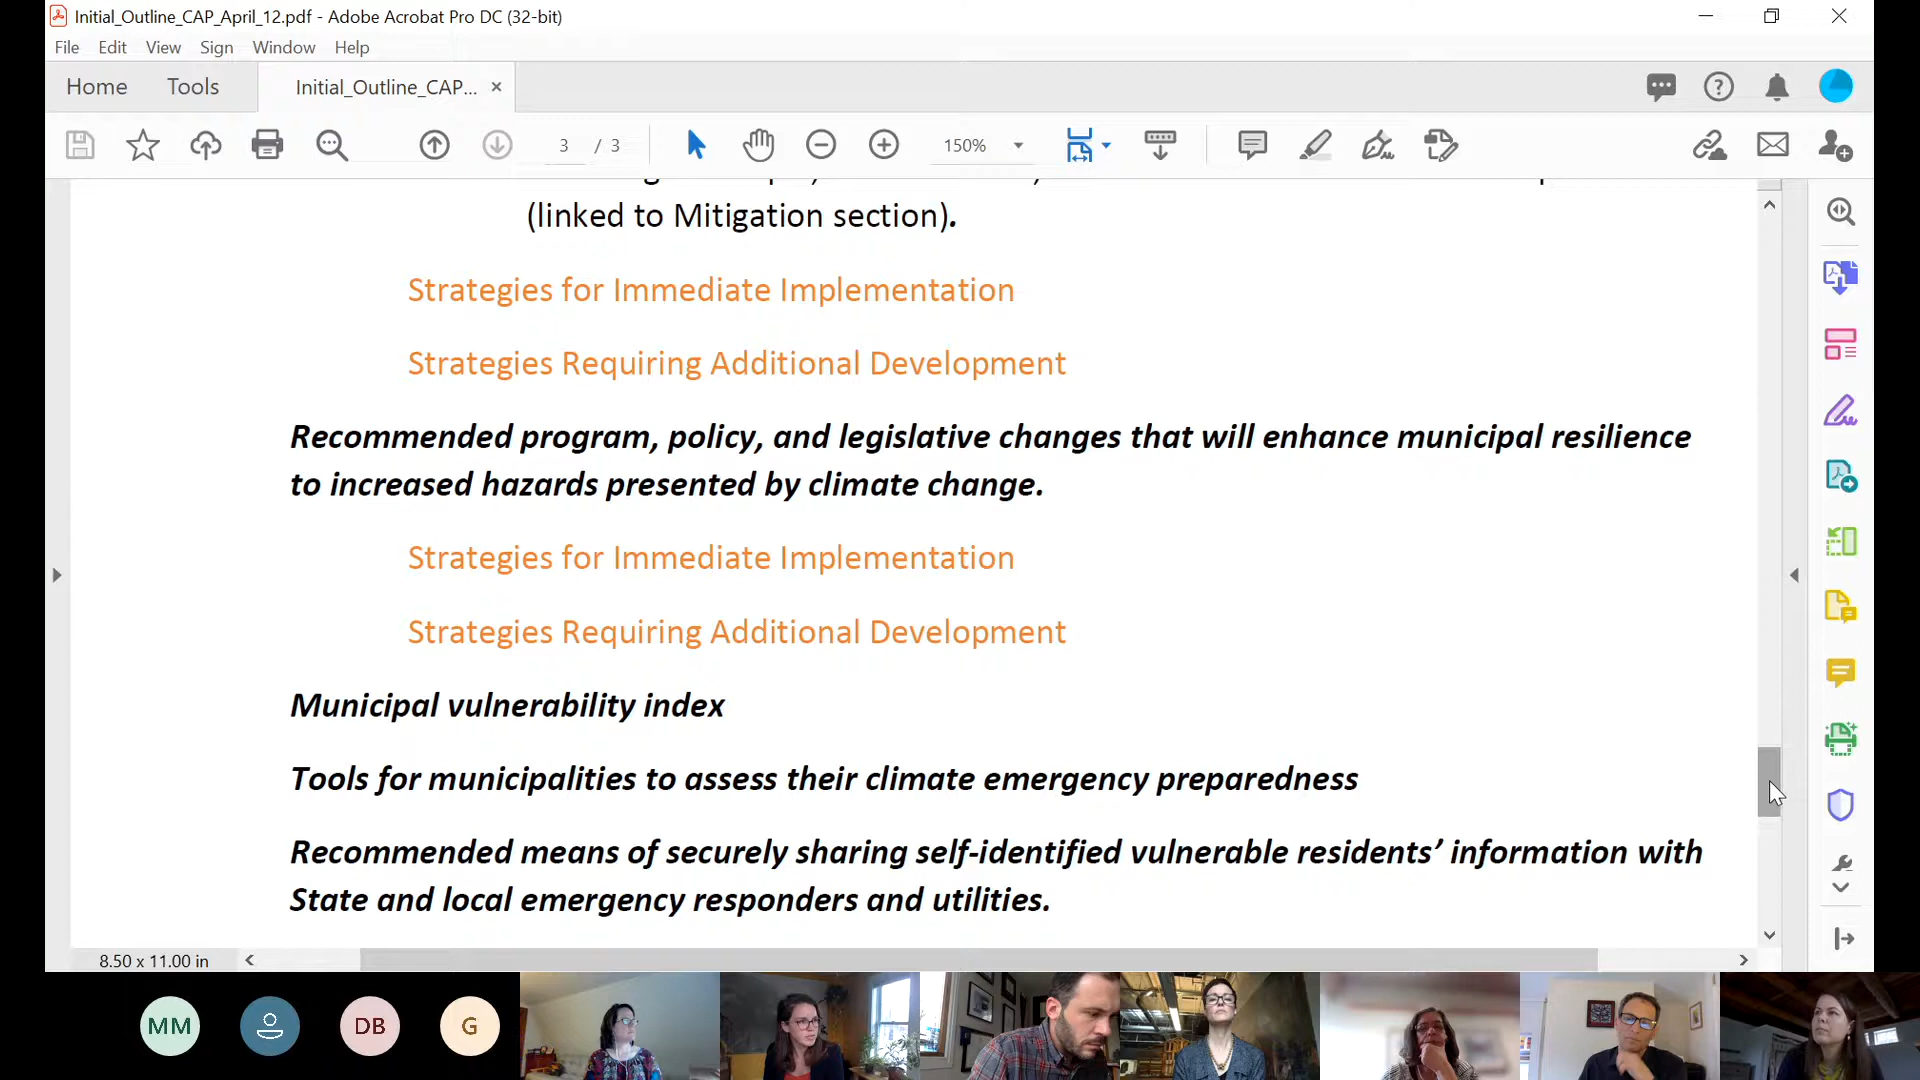 Initial_Outline_CAP_April_12.pdf - Adobe Acrobat Pro DC (32-bit)
File Edit View Sign Window Help
Home Tools Initial_Outline_CAP... ×
3 / 3 150%
(linked to Mitigation section).
Strategies for Immediate Implementation
Strategies Requiring Additional Development
Recommended program, policy, and legislative changes that will enhance municipal resilience
to increased hazards presented by climate change.
Strategies for Immediate Implementation
Strategies Requiring Additional Development
Municipal vulnerability index
Tools for municipalities to assess their climate emergency preparedness
Recommended means of securely sharing self-identified vulnerable residents’ information with
State and local emergency responders and utilities.
8.50 x 11.00 in
MM DB G